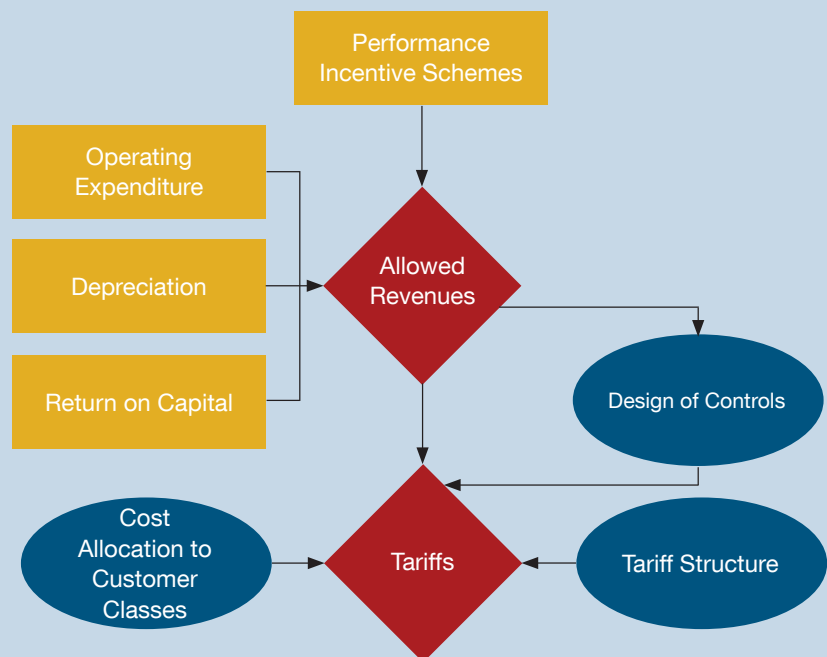 Performance
Incentive Schemes
Operating
Expenditure
Depreciation
Return on Capital
Allowed
Revenues
Design of Controls
Cost
Allocation to
Customer
Classes
Tariffs
Tariff Structure